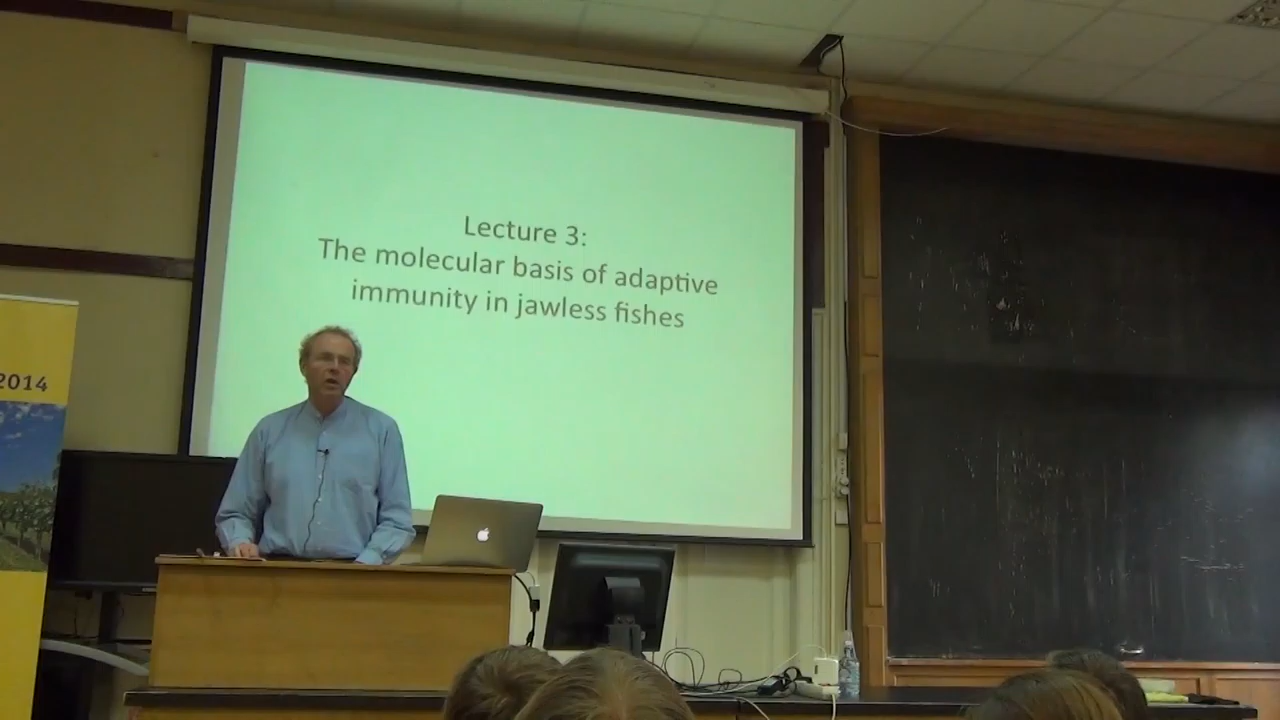 Lecture 3:
The molecular basis of adaptive
immunity in jawless fishes
2014